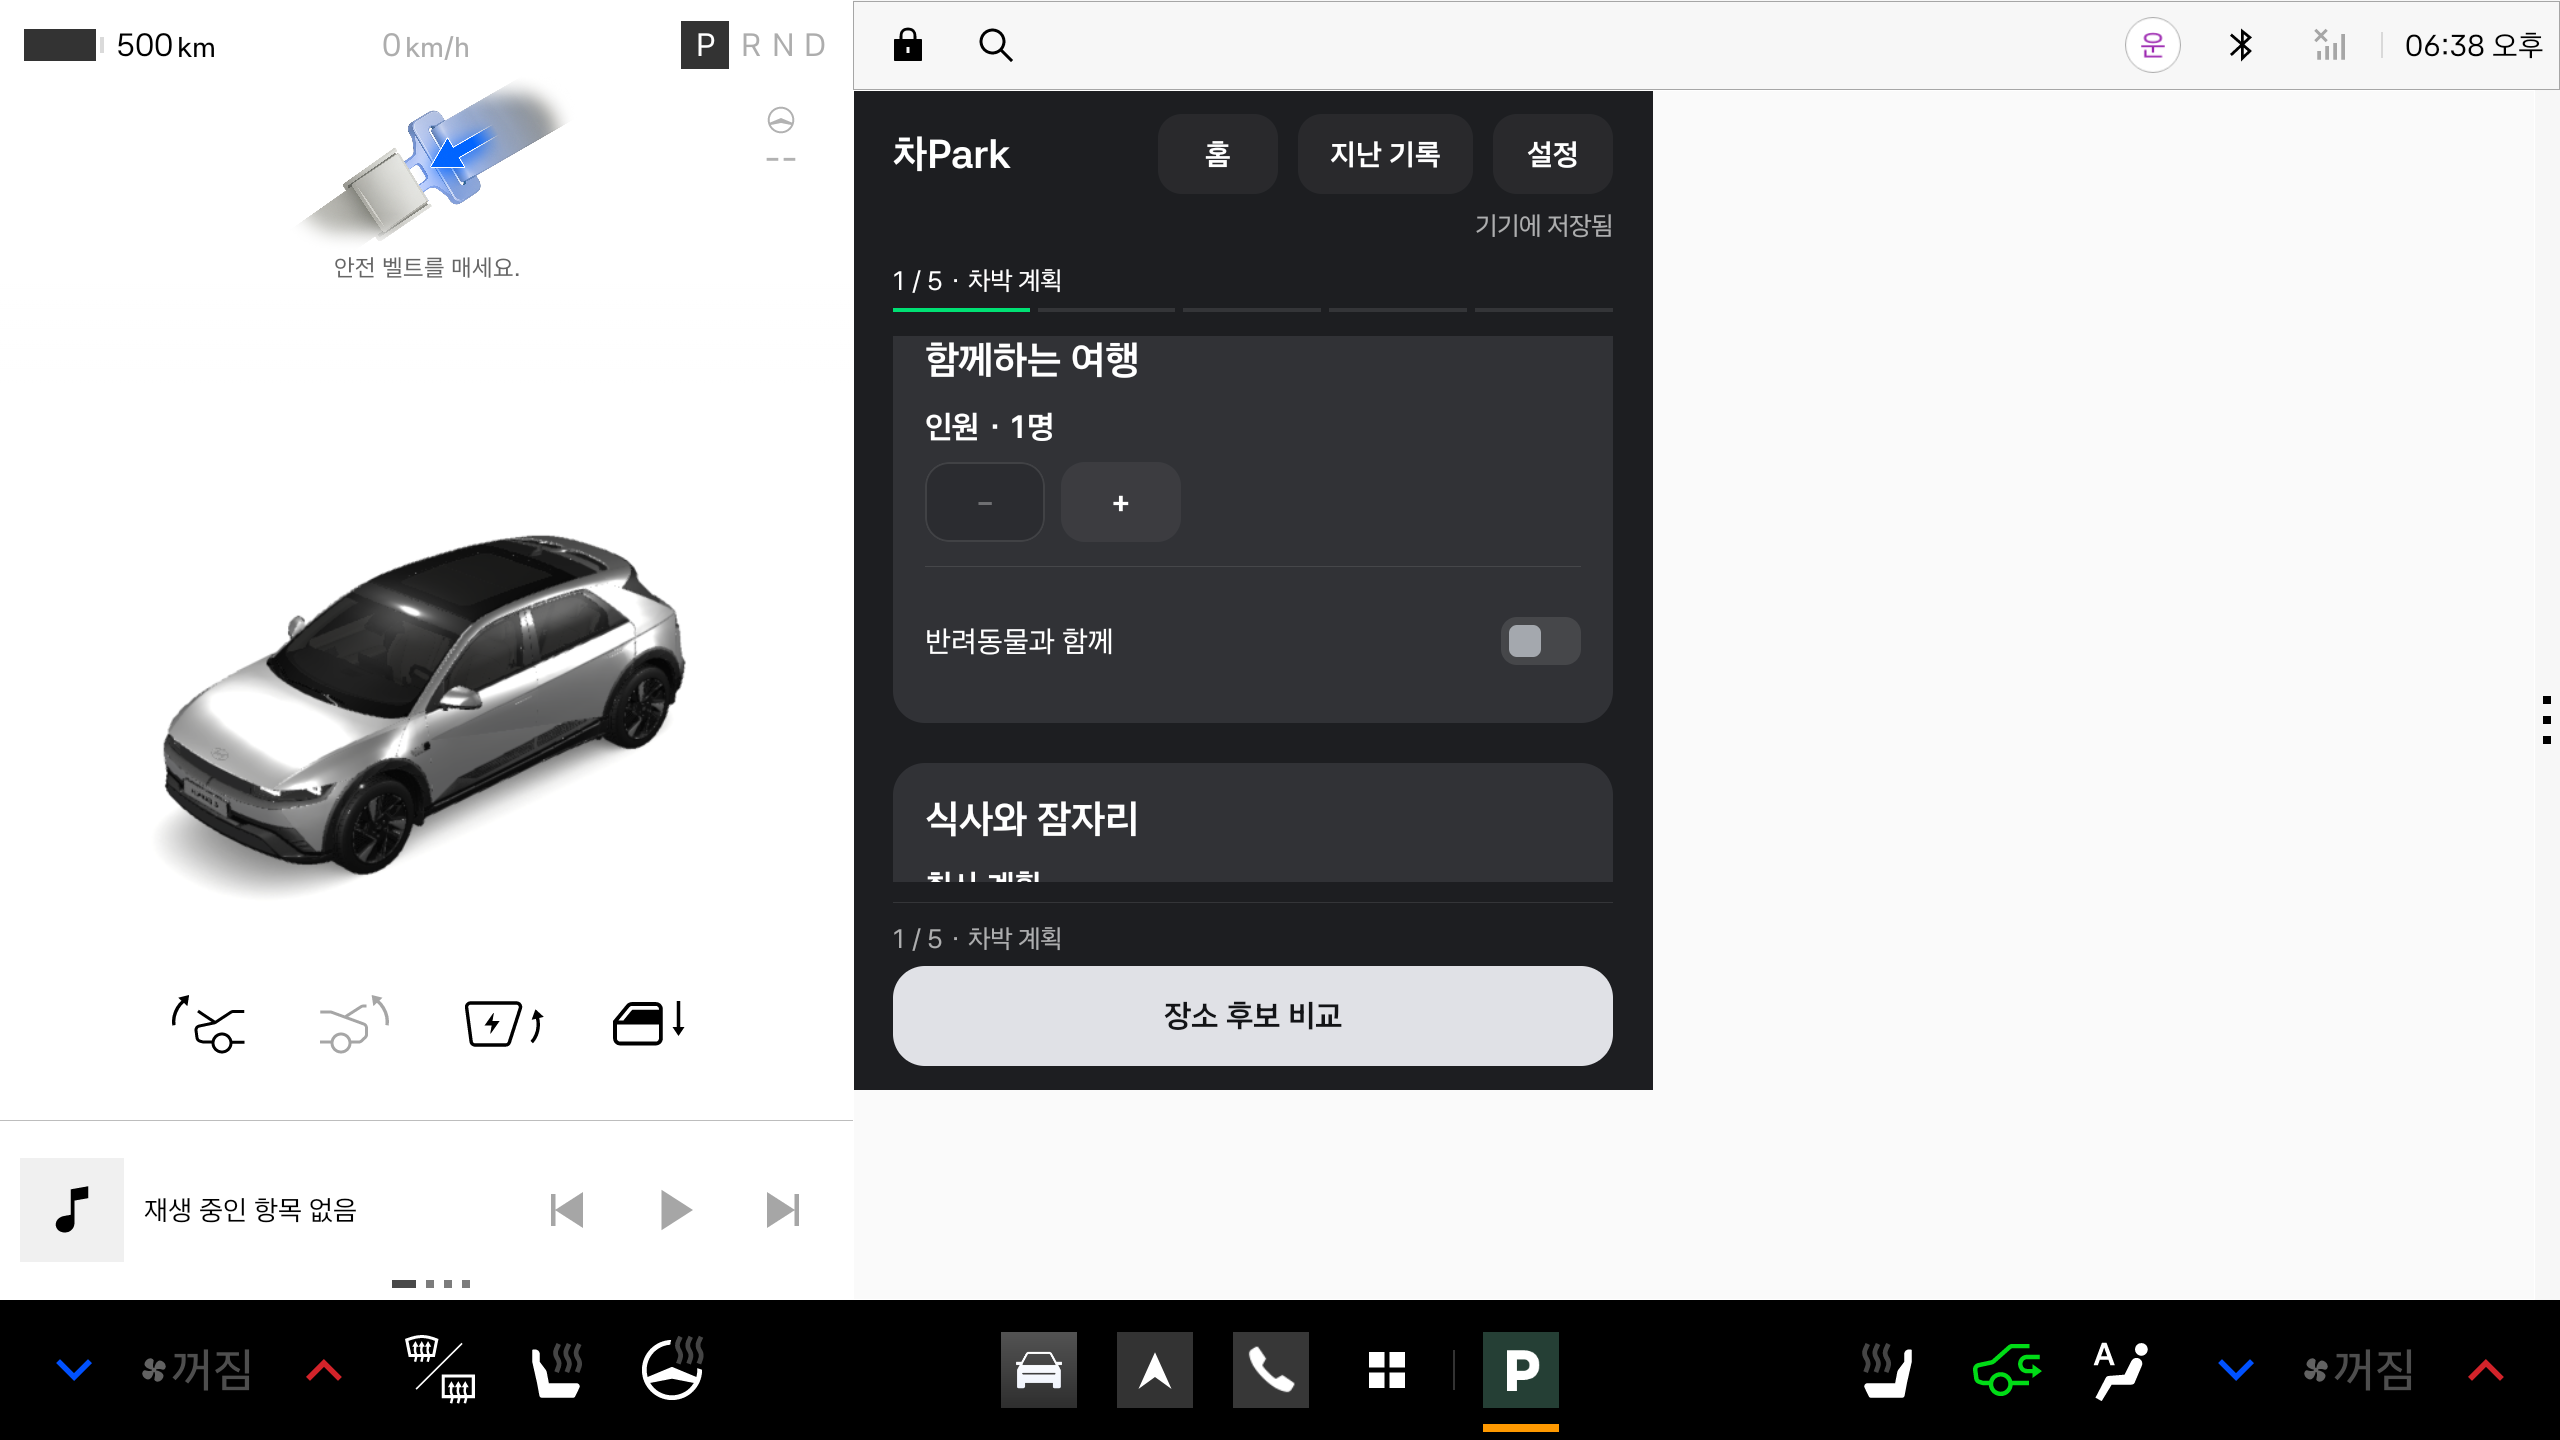 500 km
0 km/h
P R N D
06:38 오후
운
안전 벨트를 매세요.
차Park
홈
지난 기록
설정
기기에 저장됨
1 / 5 · 차박 계획
함께하는 여행
인원 · 1명
−
+
반려동물과 함께
식사와 잠자리
1 / 5 · 차박 계획
장소 후보 비교
재생 중인 항목 없음
꺼짐
P
A
꺼짐